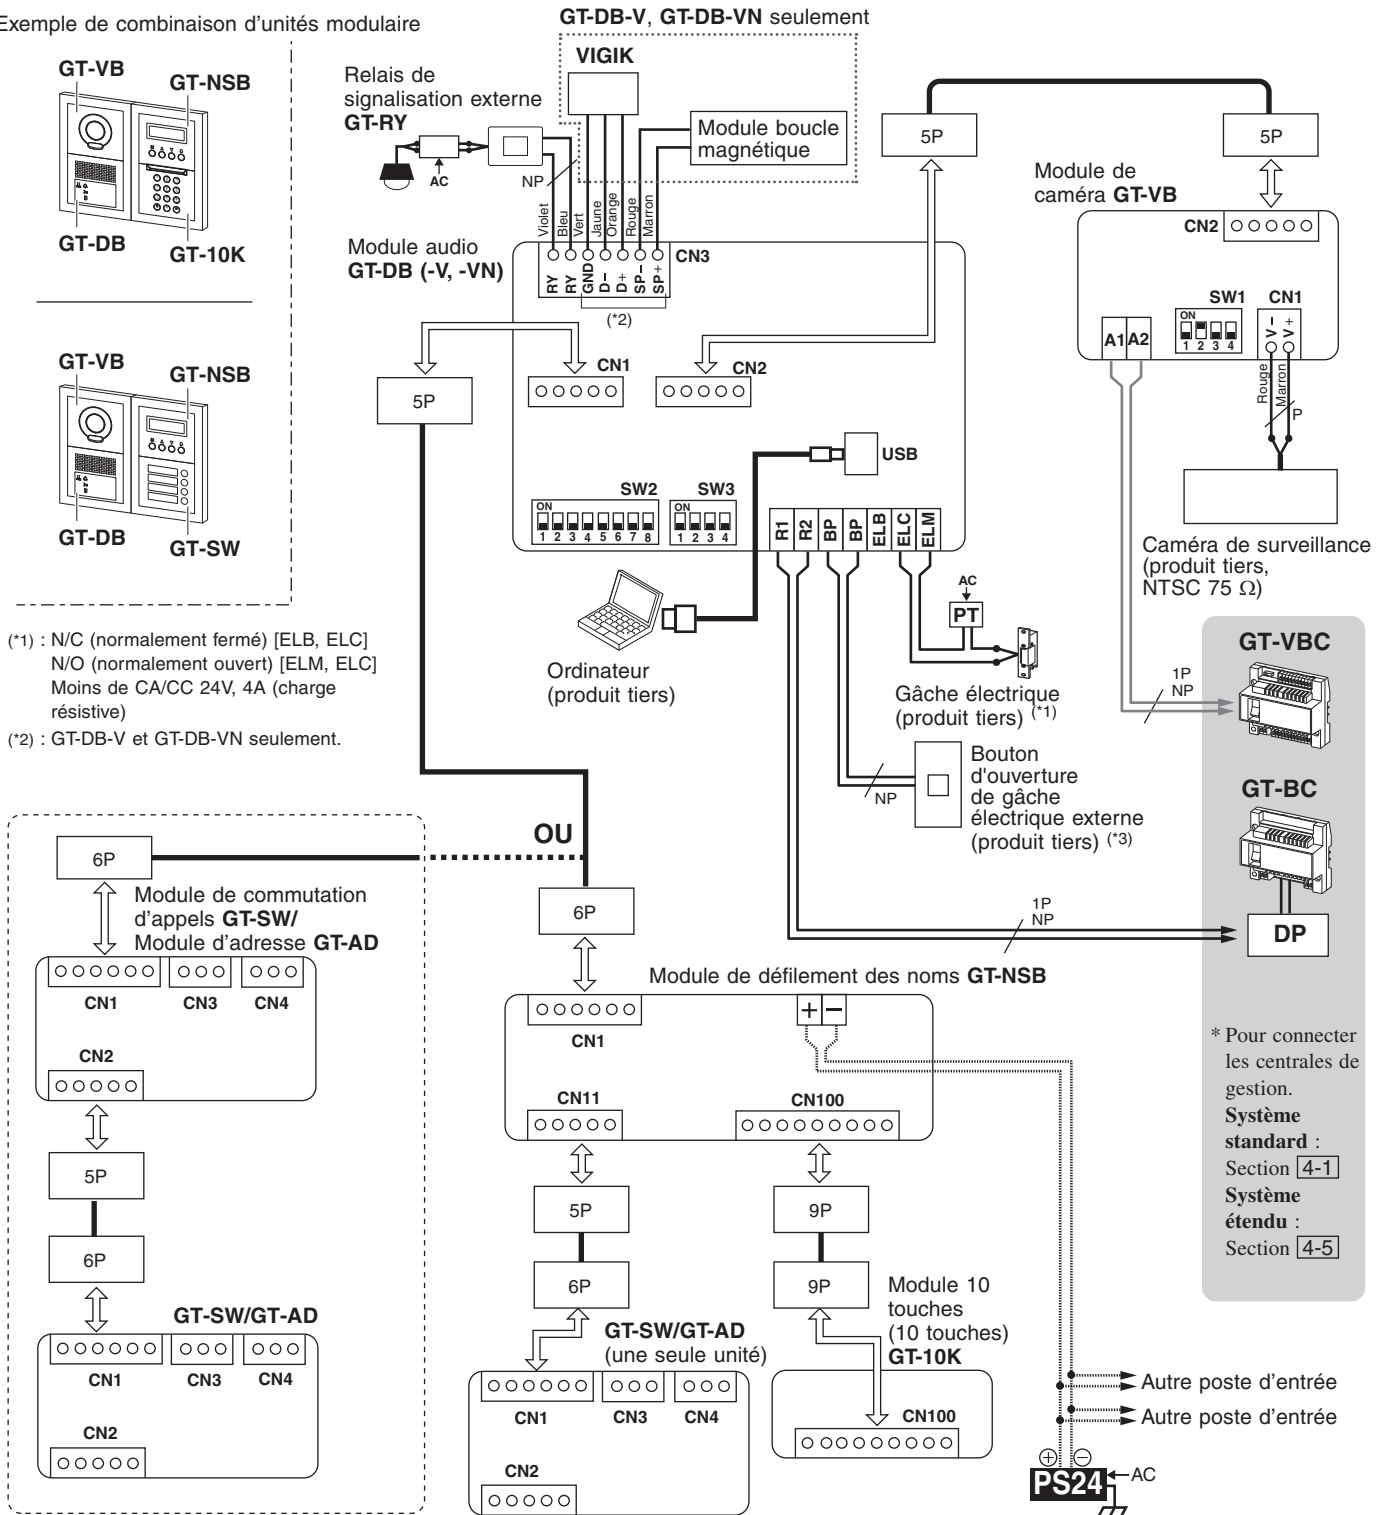 Exemple de combinaison d'unités modulaire
GT-VB
GT-NSB
GT-DB
GT-10K
GT-VB
GT-NSB
GT-DB
GT-SW
(*1) : N/C (normalement fermé) [ELB, ELC]
N/O (normalement ouvert) [ELM, ELC]
Moins de CA/CC 24V, 4A (charge
résistive)
(*2) : GT-DB-V et GT-DB-VN seulement.
GT-DB-V, GT-DB-VN seulement
VIGIK
Relais de
signalisation externe
GT-RY
AC
NP
Module boucle
magnétique
Violet
Bleu
Vert
Jaune
Orange
Rouge
Marron
Module audio
GT-DB (-V, -VN)
CN3
RY
RY
GND
D−
D+
SP−
SP+
(*2)
5P
CN1
CN2
USB
SW2
ON
1 2 3 4 5 6 7 8
SW3
ON
1 2 3 4
R1
R2
BP
BP
ELB
ELC
ELM
5P
5P
Module de
caméra GT-VB
CN2
SW1
ON
1 2 3 4
CN1
V−
V+
A1
A2
Rouge
Marron
P
Caméra de surveillance
(produit tiers,
NTSC 75 Ω)
Ordinateur
(produit tiers)
AC
PT
Gâche électrique
(produit tiers) (*1)
NP
Bouton
d'ouverture
de gâche
électrique externe
(produit tiers) (*3)
1P
NP
GT-VBC
GT-BC
1P
NP
DP
* Pour connecter
les centrales de
gestion.
Système
standard :
Section 4-1
Système
étendu :
Section 4-5
OU
6P
Module de commutation
d'appels GT-SW/
Module d'adresse GT-AD
CN1
CN3
CN4
CN2
5P
6P
GT-SW/GT-AD
CN1
CN3
CN4
CN2
6P
Module de défilement des noms GT-NSB
CN1
+
−
CN11
CN100
5P
9P
6P
9P
GT-SW/GT-AD
(une seule unité)
CN1
CN3
CN4
CN2
Module 10
touches
(10 touches)
GT-10K
CN100
Autre poste d'entrée
Autre poste d'entrée
+
−
PS24
AC